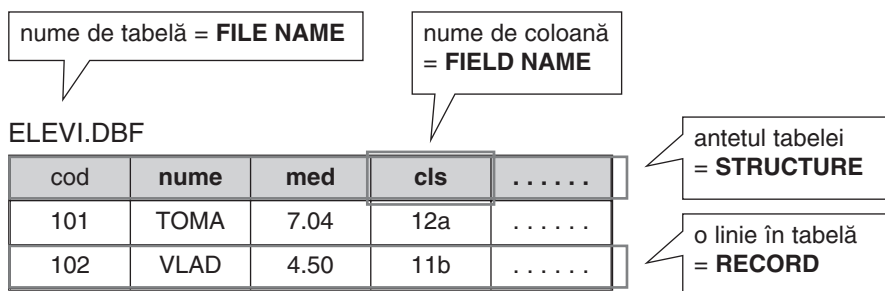 nume de tabelă = FILE NAME
nume de coloană
= FIELD NAME
ELEVI.DBF
antetul tabelei
= STRUCTURE
cod nume med cls . . . . . .
101 TOMA 7.04 12a . . . . . .
102 VLAD 4.50 11b . . . . . .
o linie în tabelă
= RECORD